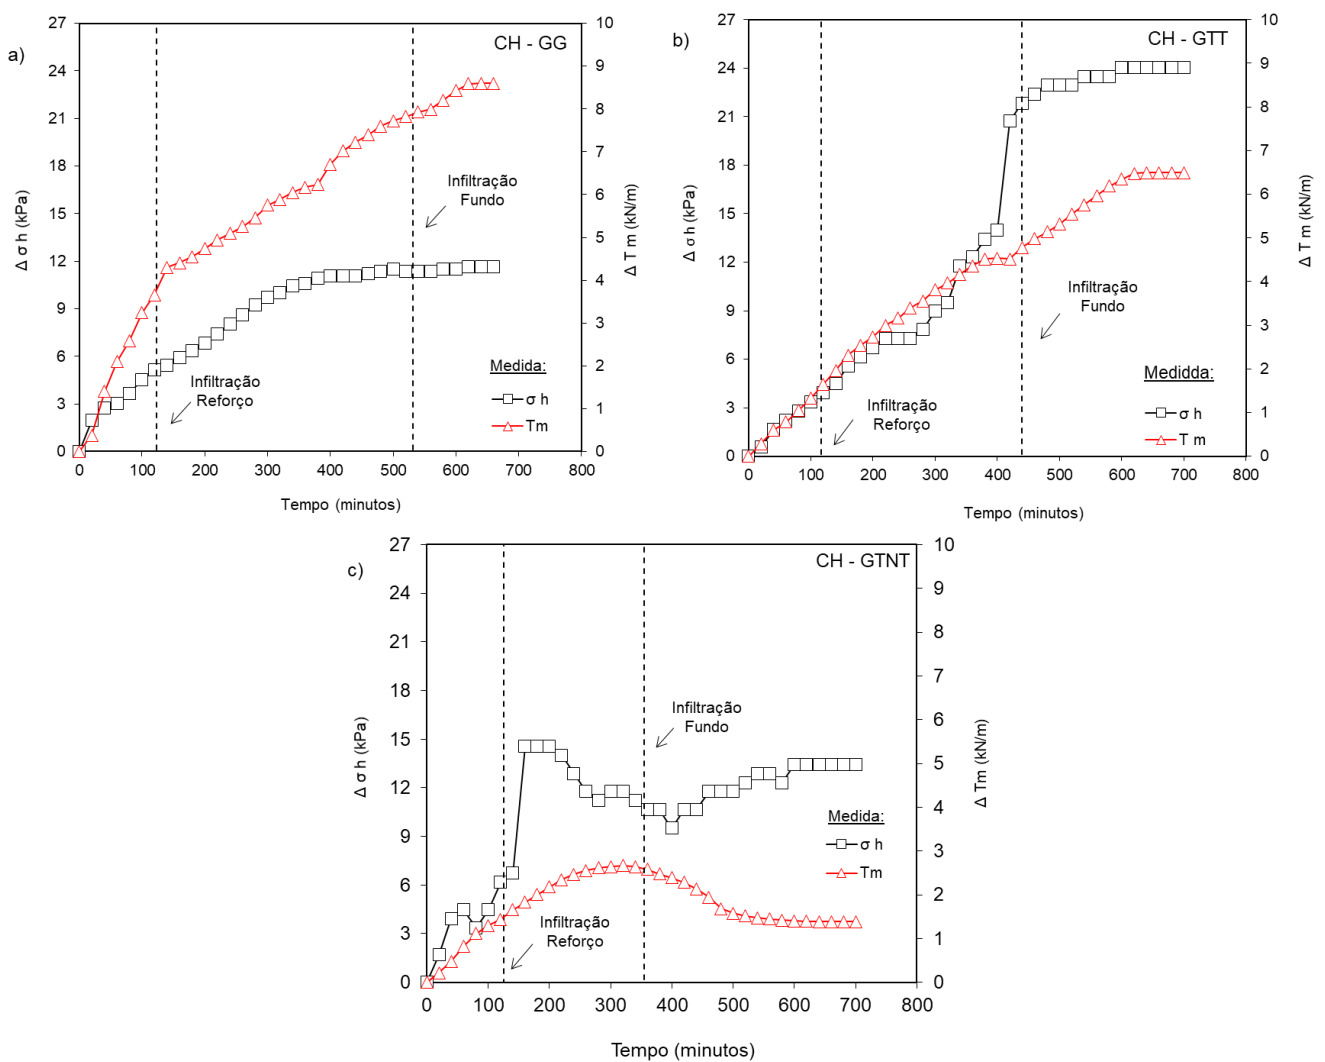 a)
CH - GG
27
24
21
18
15
12
9
6
3
0
Δ σ h (kPa)
10
9
8
7
6
5
4
3
2
1
0
Δ T m (kN/m)
Infiltração
Fundo
Infiltração
Reforço
Medida:
σ h
Tm
0 100 200 300 400 500 600 700 800
Tempo (minutos)
b)
CH - GTT
27
24
21
18
15
12
9
6
3
0
Δ σ h (kPa)
10
9
8
7
6
5
4
3
2
1
0
Δ T m (kN/m)
Infiltração
Fundo
Infiltração
Reforço
Medidda:
σ h
T m
0 100 200 300 400 500 600 700 800
Tempo (minutos)
c)
CH - GTNT
27
24
21
18
15
12
9
6
3
0
Δ σ h (kPa)
10
9
8
7
6
5
4
3
2
1
0
Δ Tm (kN/m)
Infiltração
Fundo
Infiltração
Reforço
Medida:
σ h
Tm
0 100 200 300 400 500 600 700 800
Tempo (minutos)